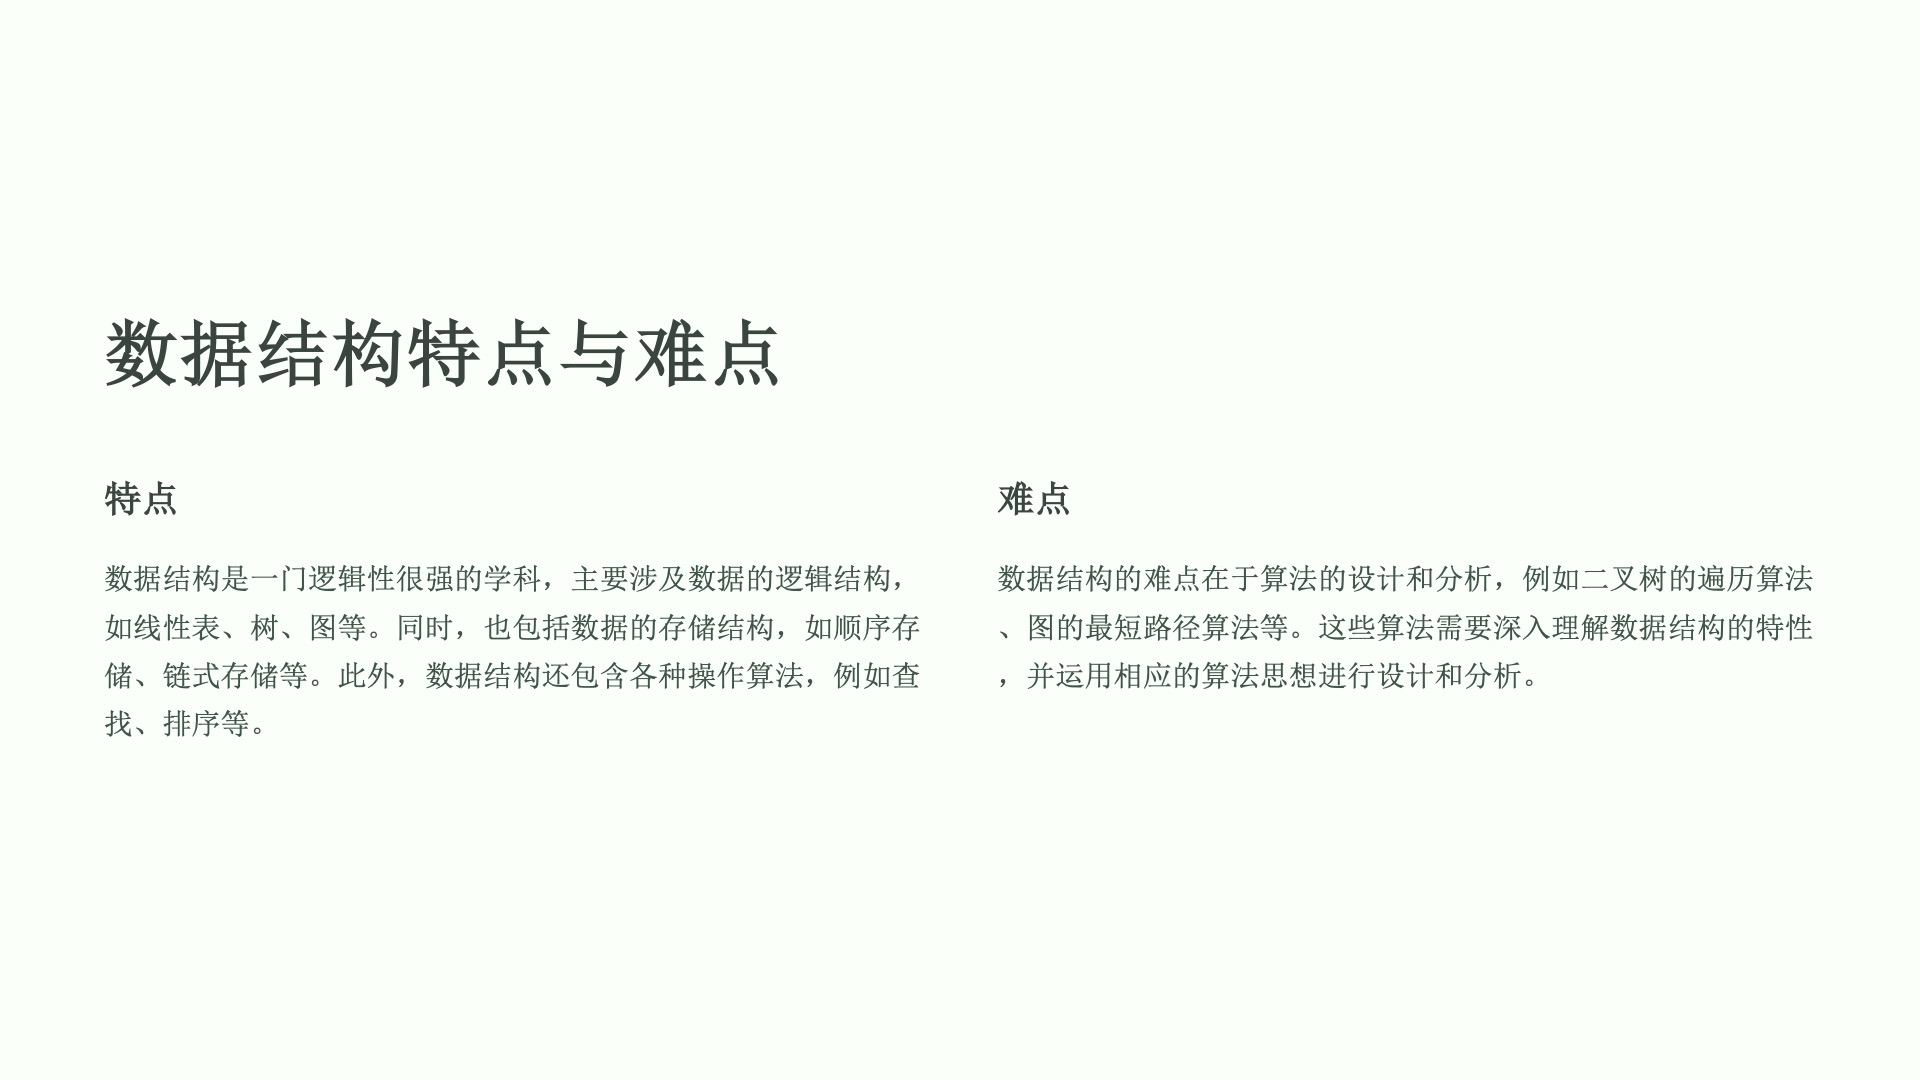 数据结构特点与难点
特点
数据结构是一门逻辑性很强的学科，主要涉及数据的逻辑结构，
如线性表、树、图等。同时，也包括数据的存储结构，如顺序存
储、链式存储等。此外，数据结构还包含各种操作算法，例如查
找、排序等。
难点
数据结构的难点在于算法的设计和分析，例如二叉树的遍历算法
、图的最短路径算法等。这些算法需要深入理解数据结构的特性
，并运用相应的算法思想进行设计和分析。